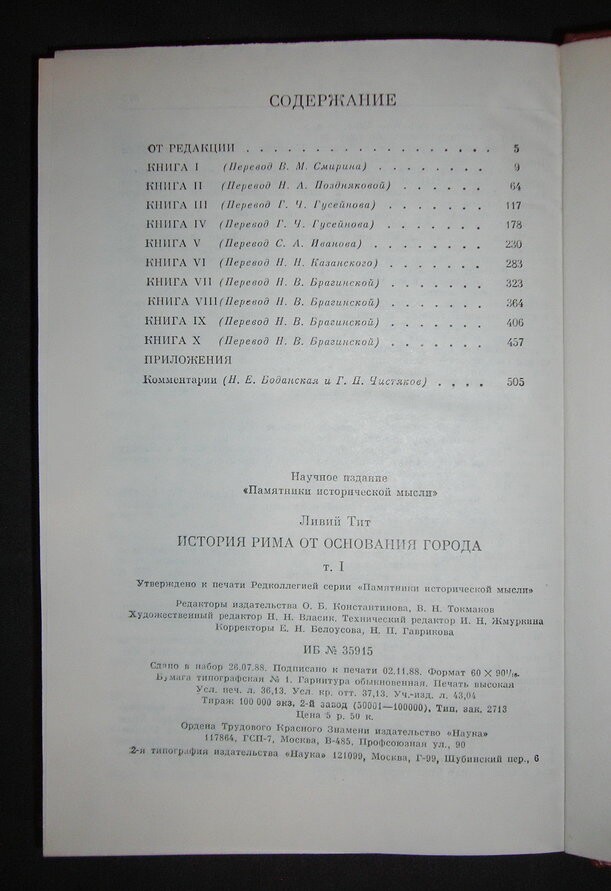 СОДЕРЖАНИЕ
ОТ РЕДАКЦИИ . . . . . . . . . . . . . . . . . . 5
КНИГА I (Перевод В. М. Смирина) . . . . . . . . 9
КНИГА II (Перевод Н. А. Поздняковой) . . . . . . 64
КНИГА III (Перевод Г. Ч. Гусейнова) . . . . . . . 117
КНИГА IV (Перевод Г. Ч. Гусейнова) . . . . . . . 178
КНИГА V (Перевод С. А. Иванова) . . . . . . . . 230
КНИГА VI (Перевод Н. Н. Казанского) . . . . . . . 283
КНИГА VII (Перевод Н. В. Брагинской) . . . . . . . 323
КНИГА VIII (Перевод Н. В. Брагинской) . . . . . . . 364
КНИГА IX (Перевод Н. В. Брагинской) . . . . . . . 406
КНИГА X (Перевод Н. В. Брагинской) . . . . . . . 457
ПРИЛОЖЕНИЯ
Комментарии (Н. Е. Боданская и Г. П. Чистяков) . . . . 505
Научное издание
«Памятники исторической мысли»
Ливий Тит
ИСТОРИЯ РИМА ОТ ОСНОВАНИЯ ГОРОДА
т. I
Утверждено к печати Редколлегией серии «Памятники исторической мысли»
Редакторы издательства О. Б. Константинова, В. Н. Токмаков
Художественный редактор Н. Н. Власик. Технический редактор И. Н. Жмуркина
Корректоры Е. Н. Белоусова, Н. П. Гаврикова
ИБ № 35915
Сдано в набор 26.07.88. Подписано к печати 02.11.88. Формат 60 × 90 1/16.
Бумага типографская № 1. Гарнитура обыкновенная. Печать высокая
Усл. печ. л. 36,13. Усл. кр. отт. 37,13. Уч.-изд. л. 43,04
Тираж 100 000 экз. 2-й завод (50001—100000). Тип. зак. 2713
Цена 5 р. 50 к.
Ордена Трудового Красного Знамени издательство «Наука»
117864, ГСП-7, Москва, В-485, Профсоюзная ул., 90
2-я типография издательства «Наука» 121099, Москва, Г-99, Шубинский пер., 6